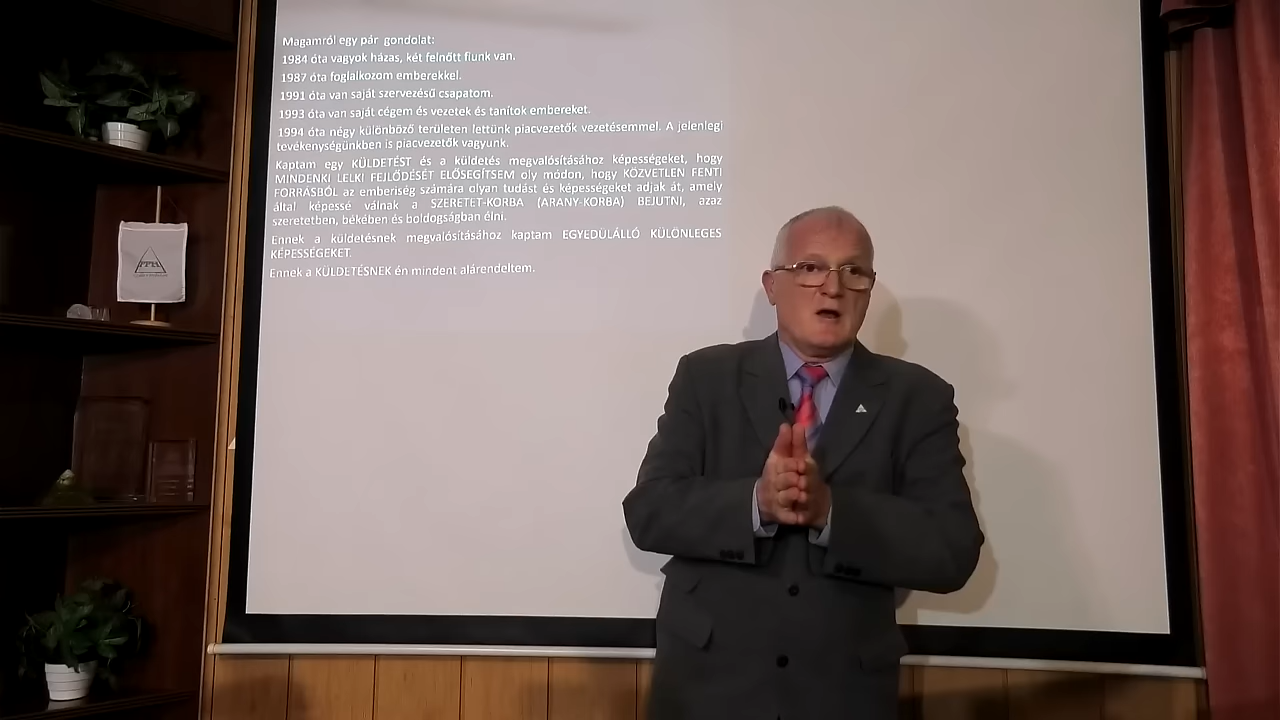 Magamról egy pár gondolat:
1984 óta vagyok házas, két felnőtt fiunk van.
1987 óta foglalkozom emberekkel.
1991 óta van saját szervezésű csapatom.
1993 óta van saját cégem és vezetek és tanítok embereket.
1994 óta négy különböző területen lettünk piacvezetők vezetésemmel. A jelenlegi
tevékenységünkben is piacvezetők vagyunk.
Kaptam egy KÜLDETÉST és a küldetés megvalósításához képességeket, hogy
MINDENKI LELKI FEJLŐDÉSÉT ELŐSEGÍTSEM oly módon, hogy KÖZVETLEN FENTI
FORRÁSBÓL az emberiség számára olyan tudást és képességeket adjak át, amely
által képessé válnak a SZERETET-KORBA (ARANY-KORBA) BEJUTNI, azaz
szeretetben, békében és boldogságban élni.
Ennek a küldetésnek megvalósításához kaptam EGYEDÜLÁLLÓ KÜLÖNLEGES
KÉPESSÉGEKET.
Ennek a KÜLDETÉSNEK én mindent alárendeltem.